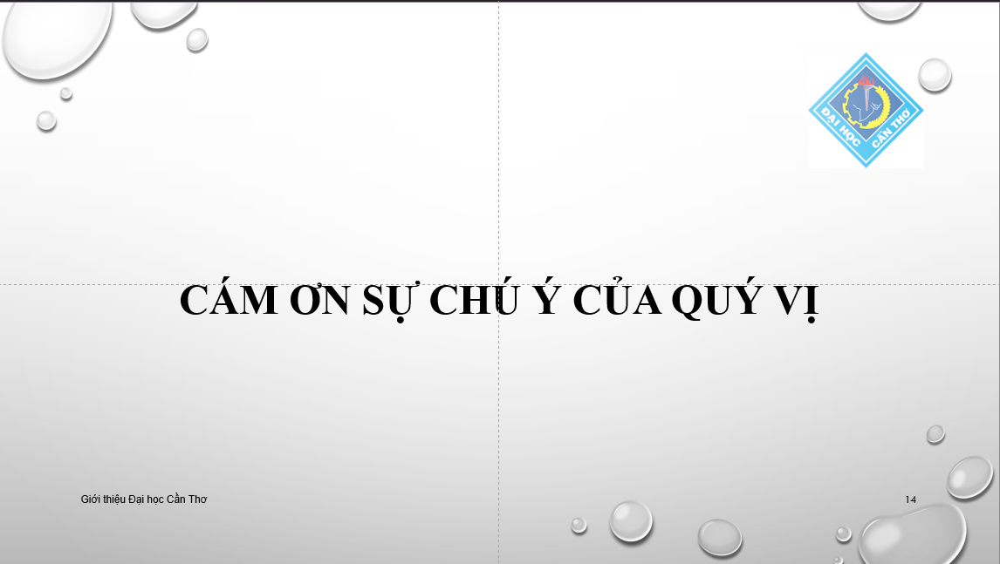 ĐẠI HỌC CẦN THƠ
CÁM ƠN SỰ CHÚ Ý CỦA QUÝ VỊ
Giới thiệu Đại học Cần Thơ
14